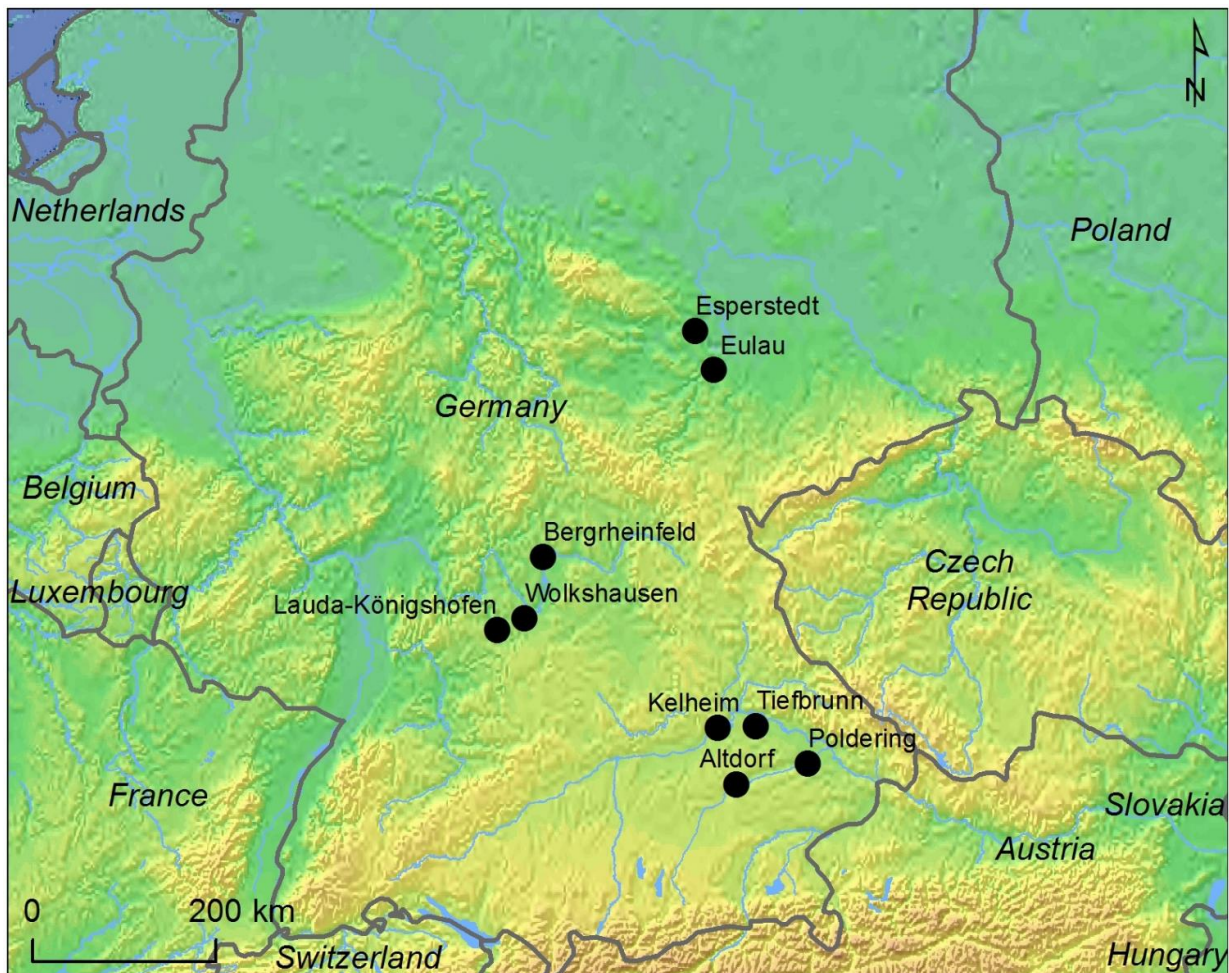 N
Netherlands
Poland
Esperstedt
Eulau
Germany
Belgium
Bergrheinfeld
Czech
Republic
Luxembourg
Wolkshausen
Lauda-Königshofen
Kelheim
Tiefbrunn
Poldering
Altdorf
France
Slovakia
Austria
0
200 km
Switzerland
Hungary